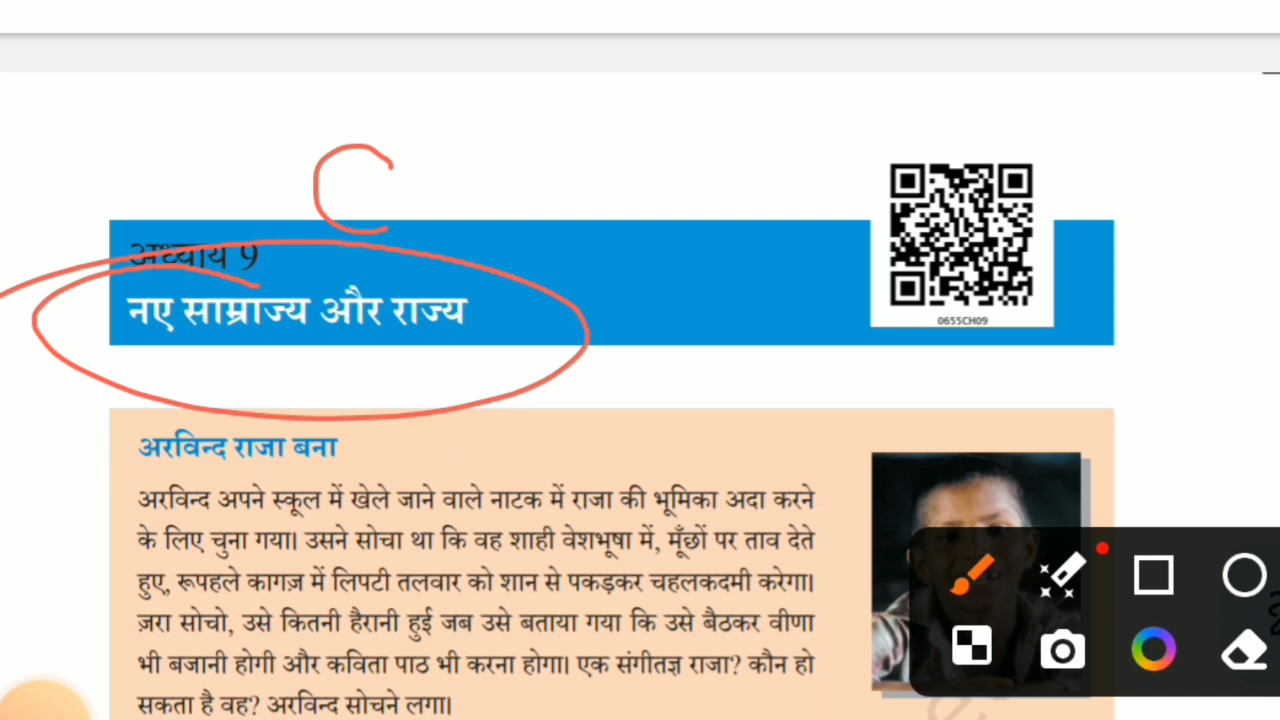 अध्याय 9
नए साम्राज्य और राज्य
0655CH09
अरविन्द राजा बना
अरविन्द अपने स्कूल में खेले जाने वाले नाटक में राजा की भूमिका अदा करने
के लिए चुना गया। उसने सोचा था कि वह शाही वेशभूषा में, मूँछों पर ताव देते
हुए, रूपहले कागज़ में लिपटी तलवार को शान से पकड़कर चहलकदमी करेगा।
ज़रा सोचो, उसे कितनी हैरानी हुई जब उसे बताया गया कि उसे बैठकर वीणा
भी बजानी होगी और कविता पाठ भी करना होगा। एक संगीतज्ञ राजा? कौन हो
सकता है वह? अरविन्द सोचने लगा।